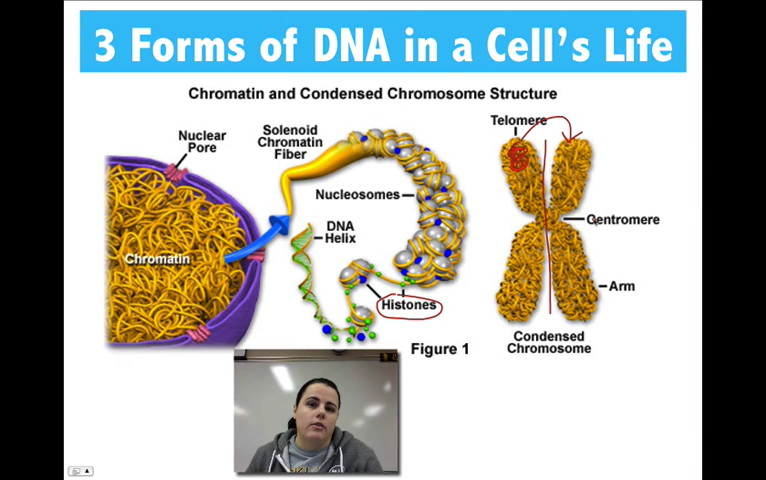 3 Forms of DNA in a Cell's Life
Chromatin and Condensed Chromosome Structure
Nuclear
Pore
Solenoid
Chromatin
Fiber
Telomere
Nucleosomes
DNA
Helix
Centromere
Chromatin
Histones
Arm
Condensed
Chromosome
Figure 1